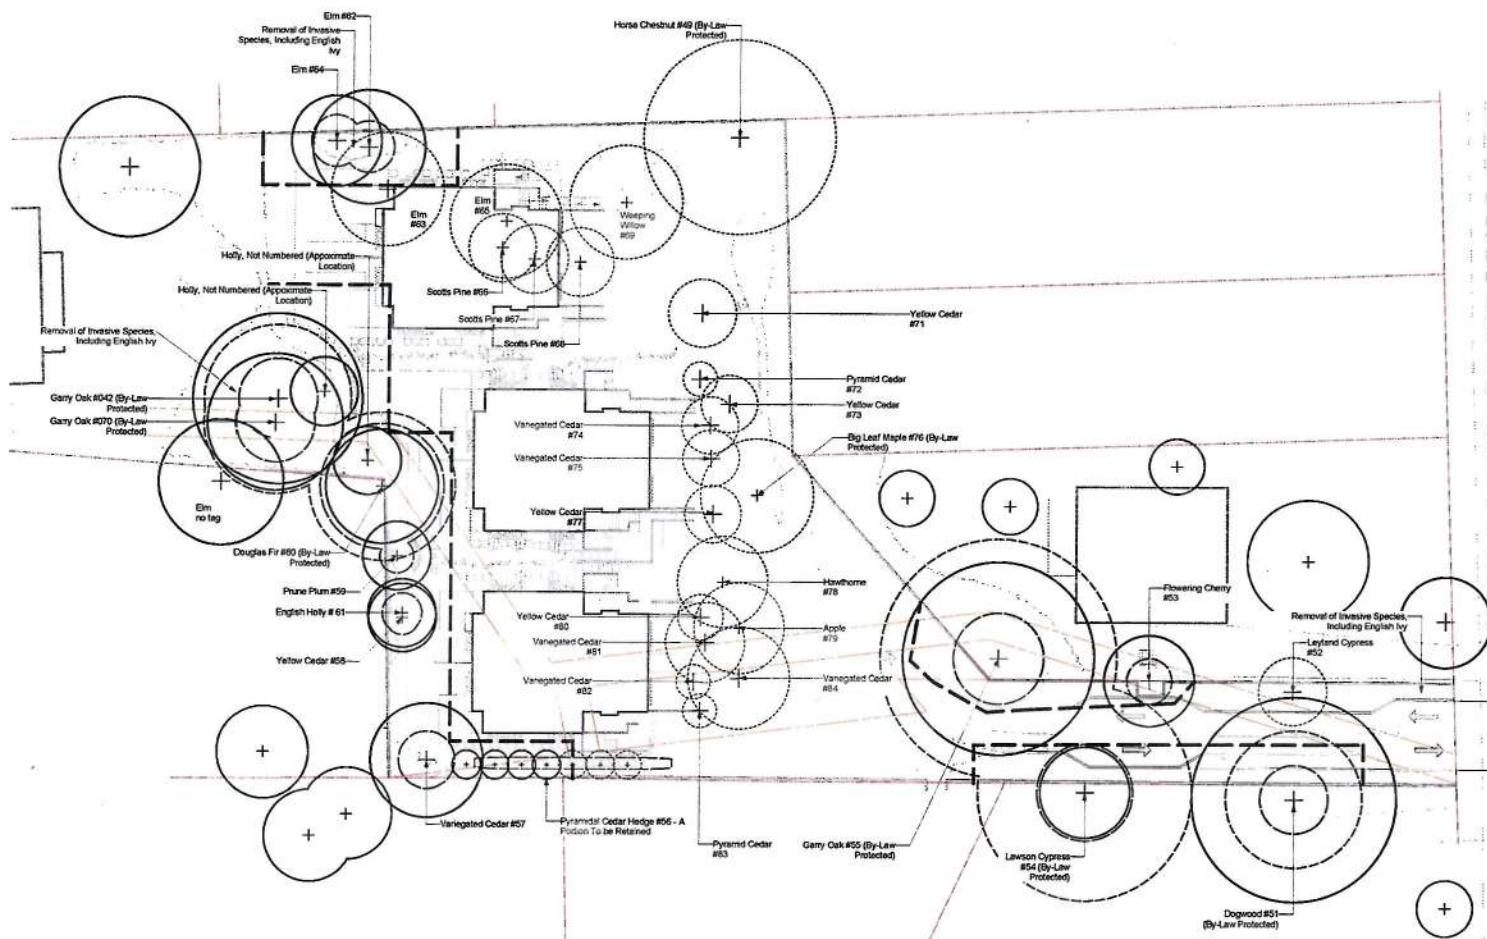 Elm #62
Removal of Invasive
Species, Including English
Ivy
Elm #64
Horse Chestnut #49 (By-Law
Protected)
Elm
#63
Elm
#65
Weeping
Willow
#69
Holly, Not Numbered (Appoximate
Location)
Holly, Not Numbered (Appoximate
Location)
Scotts Pine #66
Scotts Pine #67
Scotts Pine #68
Yellow Cedar
#71
Removal of Invasive Species,
Including English Ivy
Garry Oak #042 (By-Law
Protected)
Garry Oak #070 (By-Law
Protected)
Pyramid Cedar
#72
Yellow Cedar
#73
Variegated Cedar
#74
Variegated Cedar
#75
Big Leaf Maple #76 (By-Law
Protected)
Yellow Cedar
#77
Elm
no tag
Douglas Fir #60 (By-Law
Protected)
Prune Plum #59
English Holly # 61
Yellow Cedar #58
Hawthorne
#78
Yellow Cedar
#80
Apple
#79
Variegated Cedar
#81
Variegated Cedar
#82
Variegated Cedar
#84
Flowering Cherry
#53
Removal of Invasive Species,
Including English Ivy
Leyland Cypress
#52
Variegated Cedar #57
Pyramidal Cedar Hedge #56 - A
Portion To be Retained
Pyramid Cedar
#83
Garry Oak #55 (By-Law
Protected)
Lawson Cypress
#54 (By-Law
Protected)
Dogwood #51
(By-Law Protected)